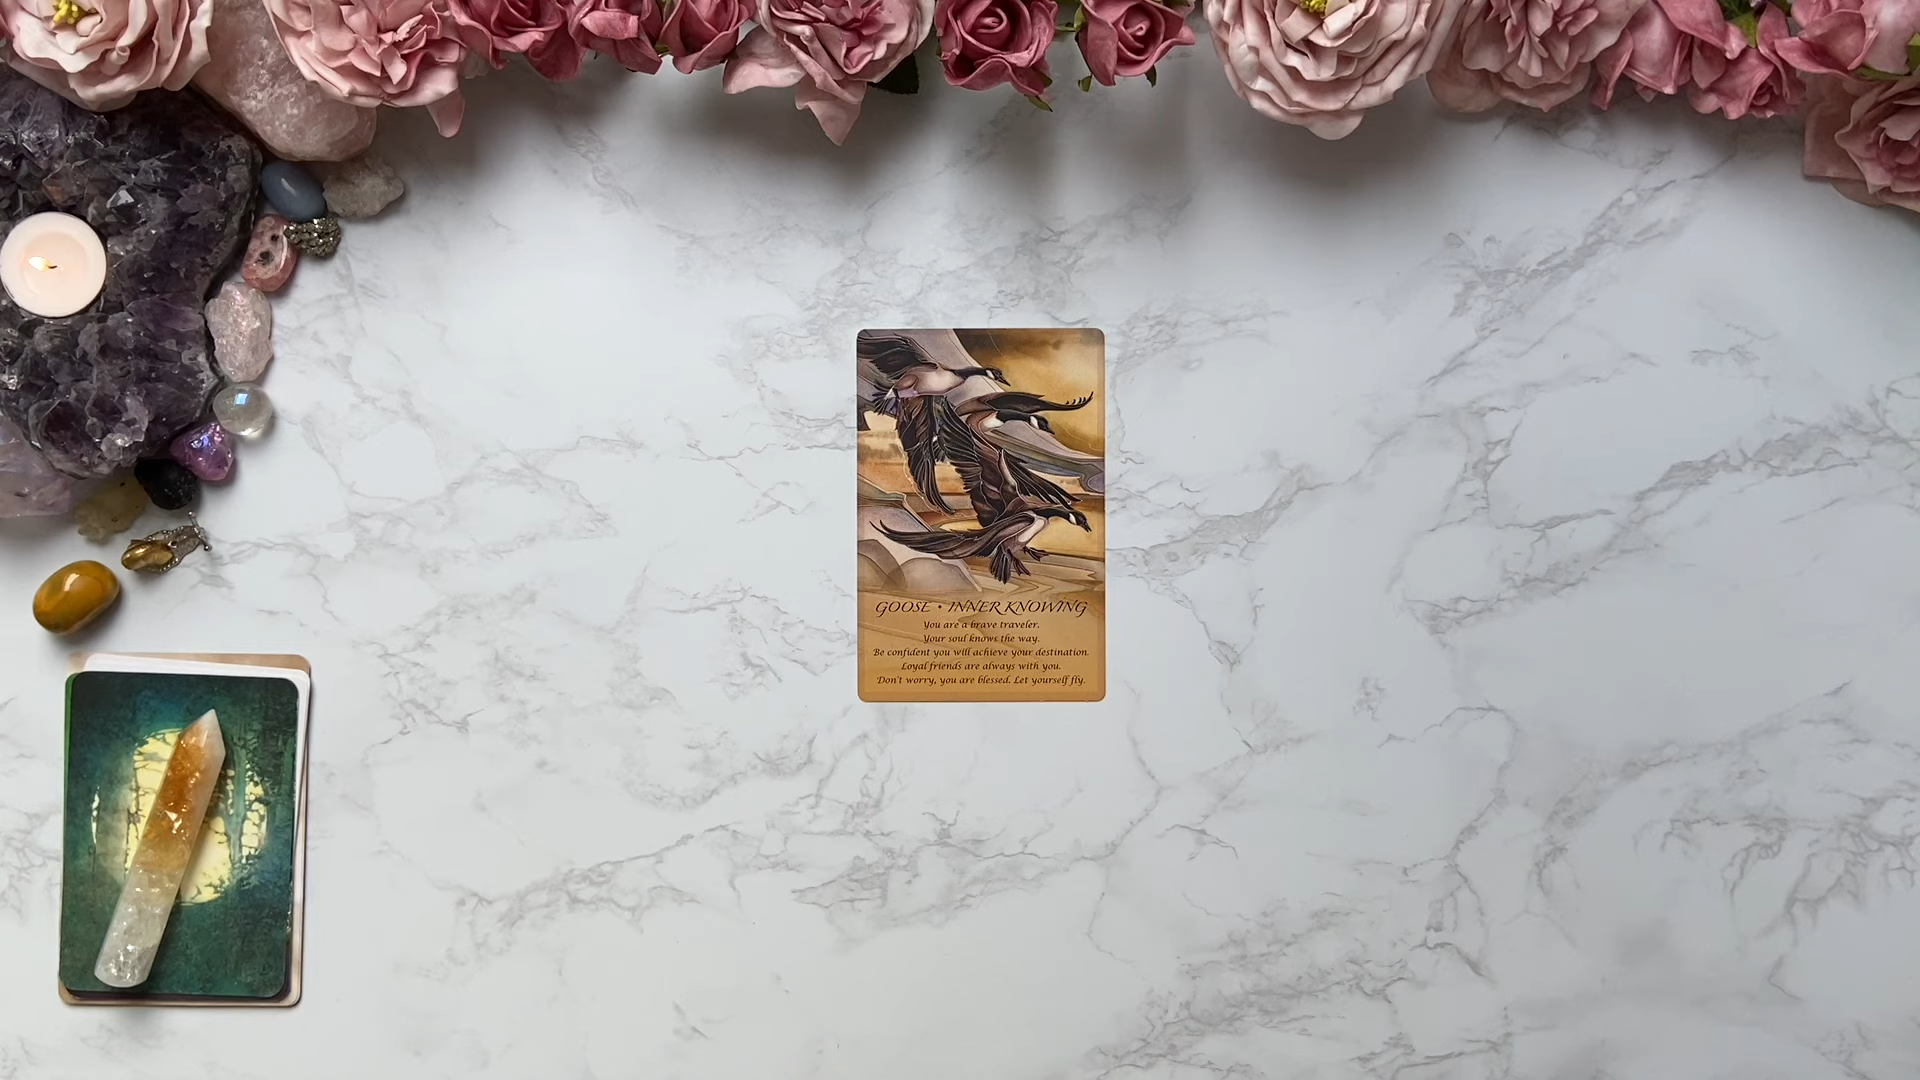 GOOSE • INNER KNOWING
You are a brave traveler.
Your soul knows the way.
Be confident you will achieve your destination.
Loyal friends are always with you.
Don't worry, you are blessed. Let yourself fly.